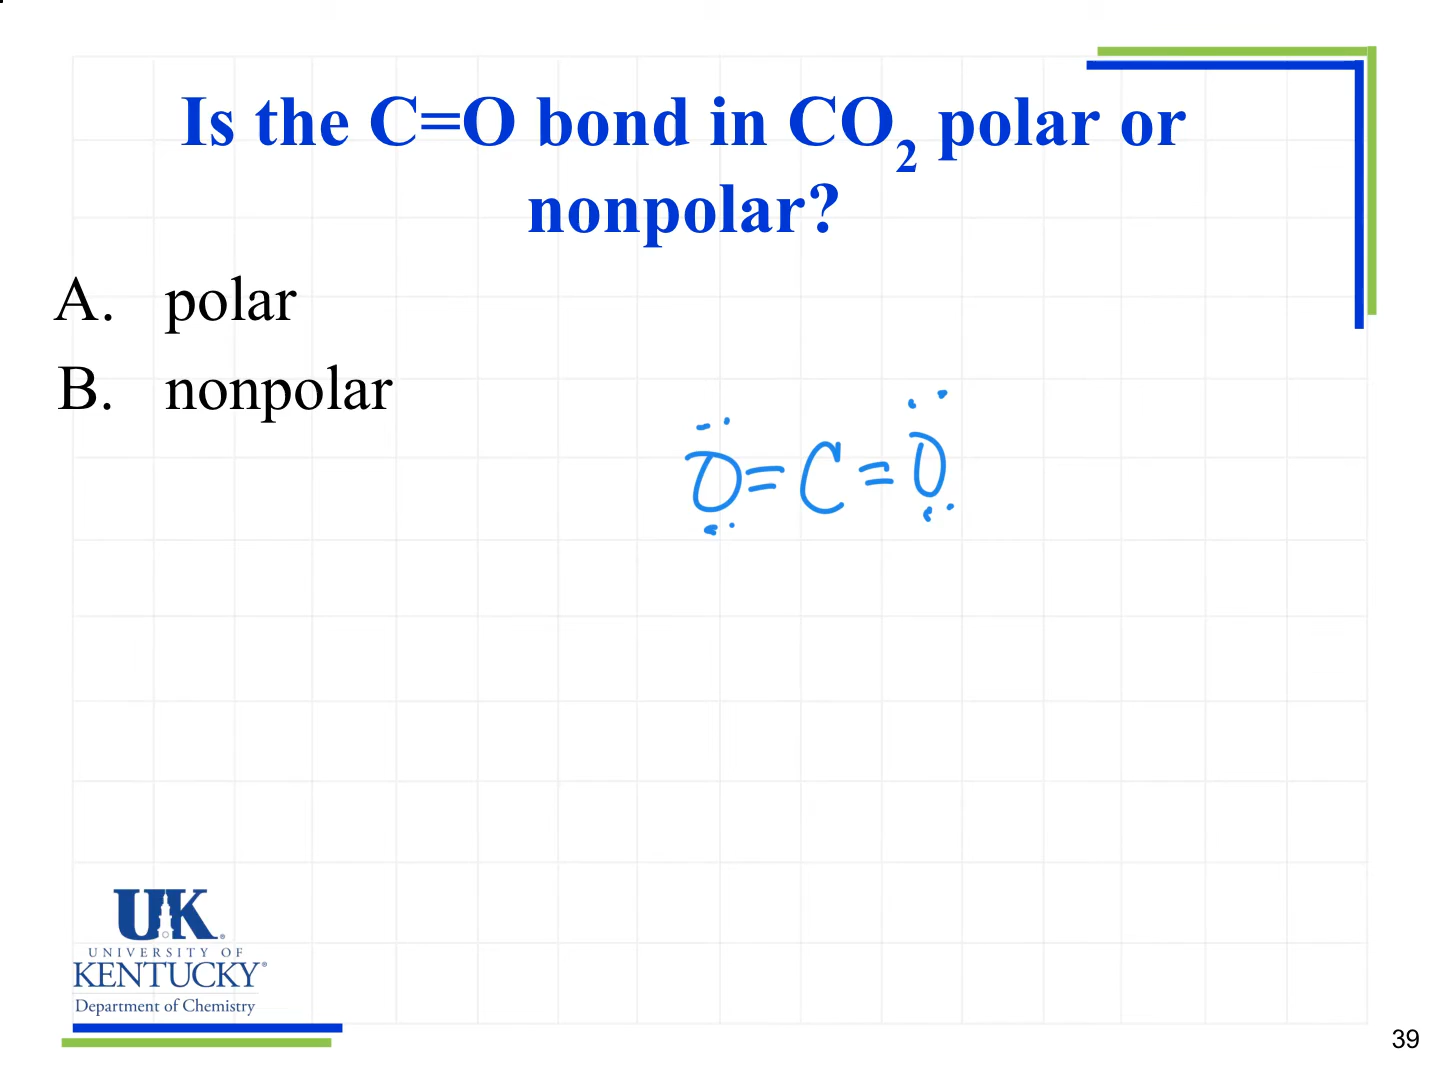 Is the C=O bond in CO₂ polar or
nonpolar?
A. polar
B. nonpolar
O=C=O
UK
UNIVERSITY OF
KENTUCKY®
Department of Chemistry
39